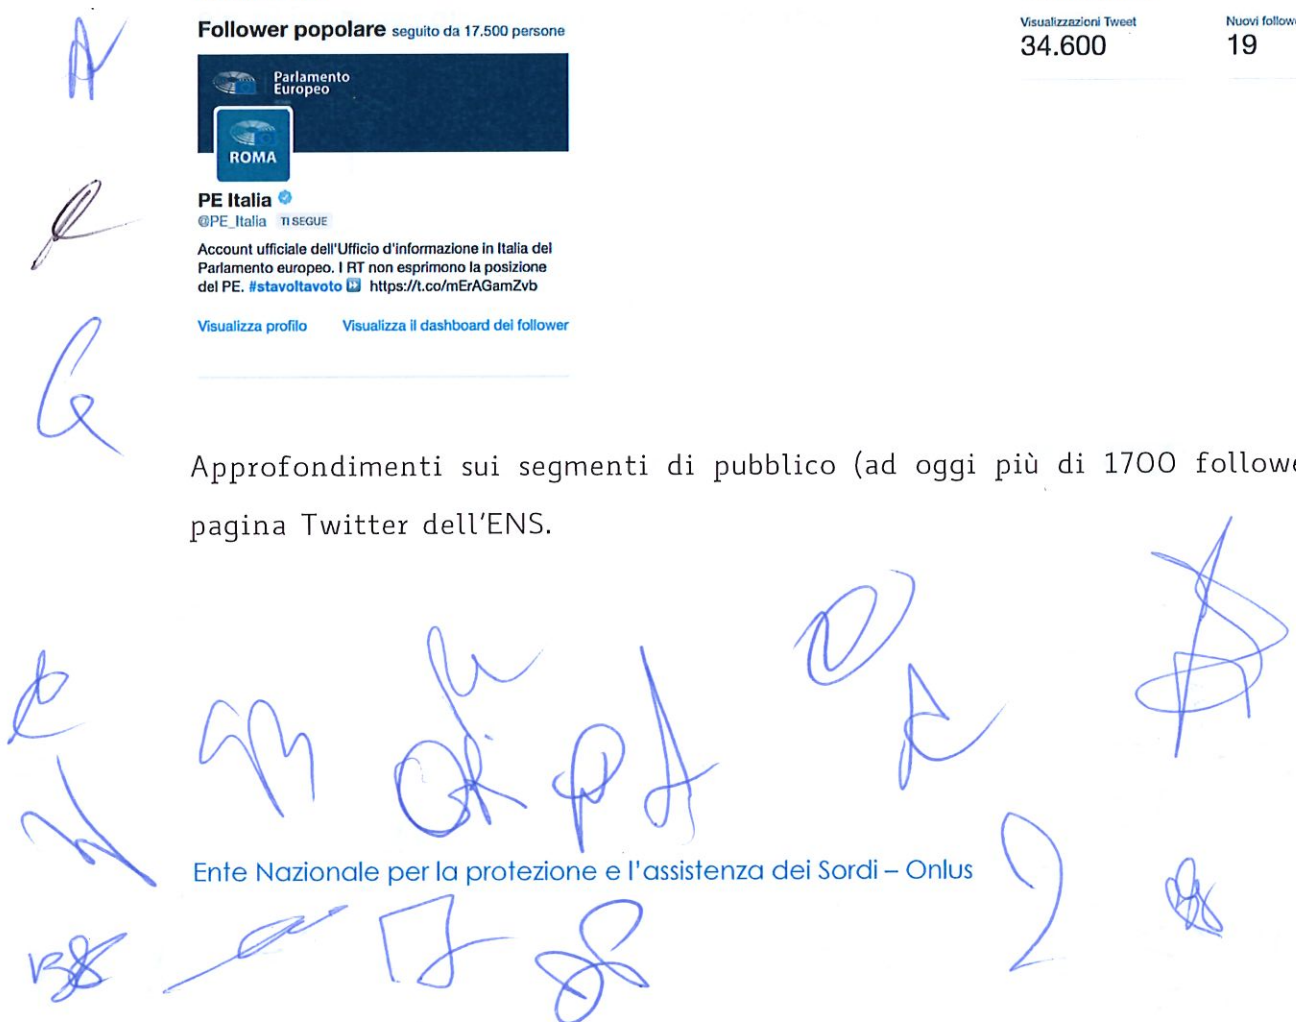 Follower popolare seguito da 17.500 persone
Parlamento
Europeo
ROMA
PE Italia
@PE_Italia TI SEGUE
Account ufficiale dell'Ufficio d'informazione in Italia del
Parlamento europeo. I RT non esprimono la posizione
del PE. #stavoltavoto https://t.co/mErAGamZvb
Visualizza profilo Visualizza il dashboard dei follower
Visualizzazioni Tweet
34.600
Nuovi followe
19
Approfondimenti sui segmenti di pubblico (ad oggi più di 1700 followe
pagina Twitter dell'ENS.
Ente Nazionale per la protezione e l'assistenza dei Sordi – Onlus